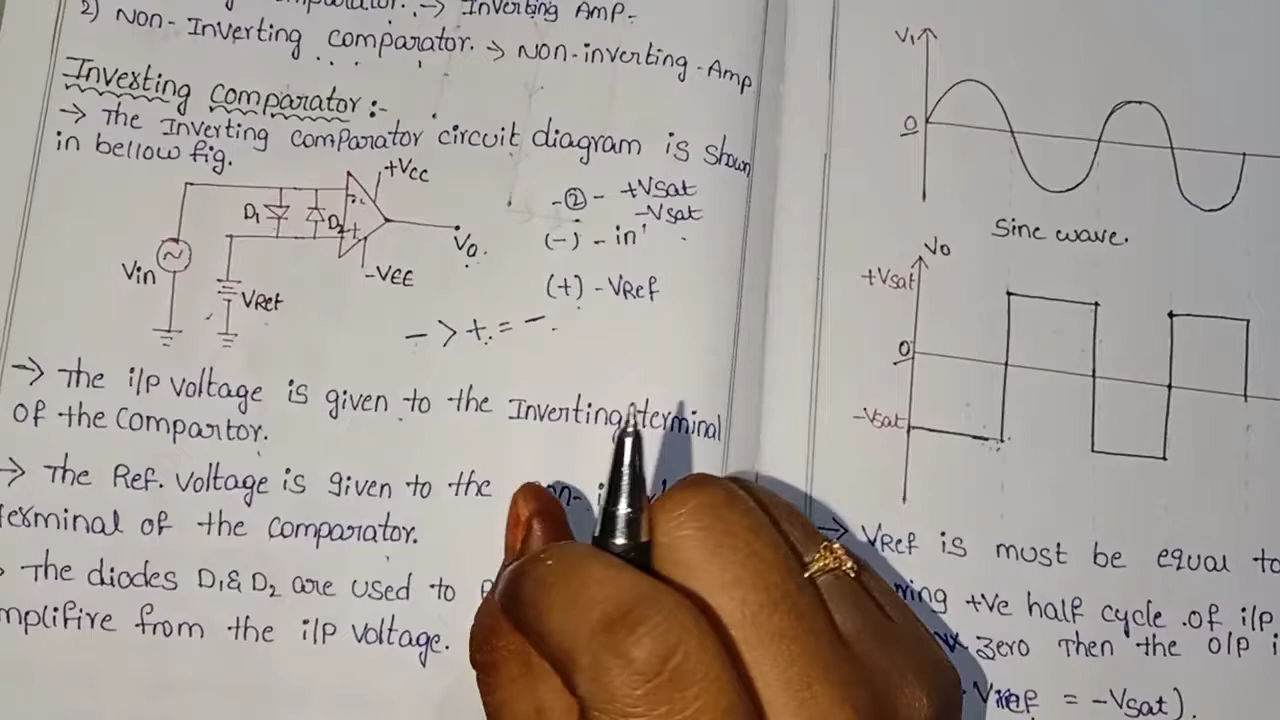 Inverting Amp.
2) Non-Inverting comparator. → Non-inverting-Amp
Inverting comparator:-
→ The Inverting comparator circuit diagram is shown
in bellow fig.
+Vcc
D1
D2
-
+
Vo.
Vin
VRef
-VEE
-②- +Vsat
-Vsat
(-) - in'
(+) - VRef
- > + = -
→ The i/p voltage is given to the Inverting terminal
of the compartor.
→ The Ref. voltage is given to the
terminal of the comparator.
The diodes D1 & D2 are used to
mplifire from the i/p voltage.
V1
0
Sine wave.
Vo
+Vsat
0
-Vsat
→ VRef is must be equal to
+ve half cycle of i/p
zero Then the o/p i
= -Vsat).